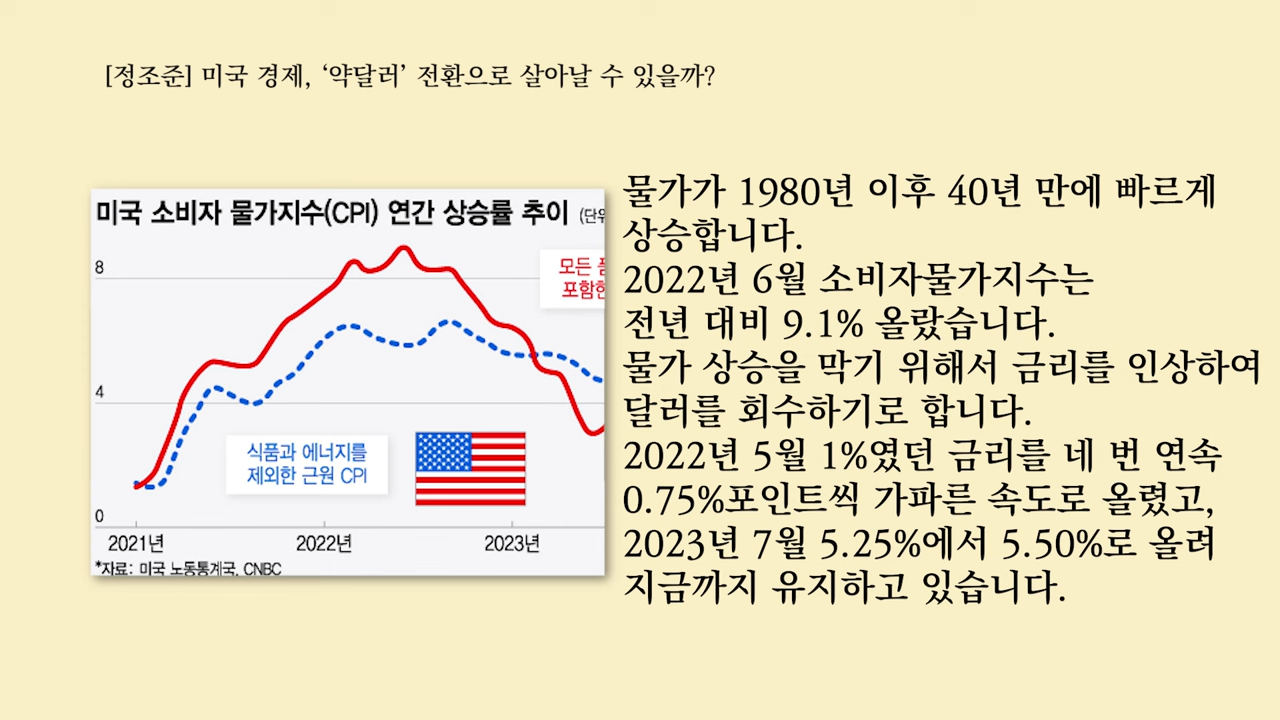 [정조준] 미국 경제, ‘약달러’ 전환으로 살아날 수 있을까?
미국 소비자 물가지수(CPI) 연간 상승률 추이
8
모든
포함한
4
식품과 에너지를
제외한 근원 CPI
0
2021년 2022년 2023년
*자료: 미국 노동통계국, CNBC
물가가 1980년 이후 40년 만에 빠르게
상승합니다.
2022년 6월 소비자물가지수는
전년 대비 9.1% 올랐습니다.
물가 상승을 막기 위해서 금리를 인상하여
달러를 회수하기로 합니다.
2022년 5월 1%였던 금리를 네 번 연속
0.75%포인트씩 가파른 속도로 올렸고,
2023년 7월 5.25%에서 5.50%로 올려
지금까지 유지하고 있습니다.